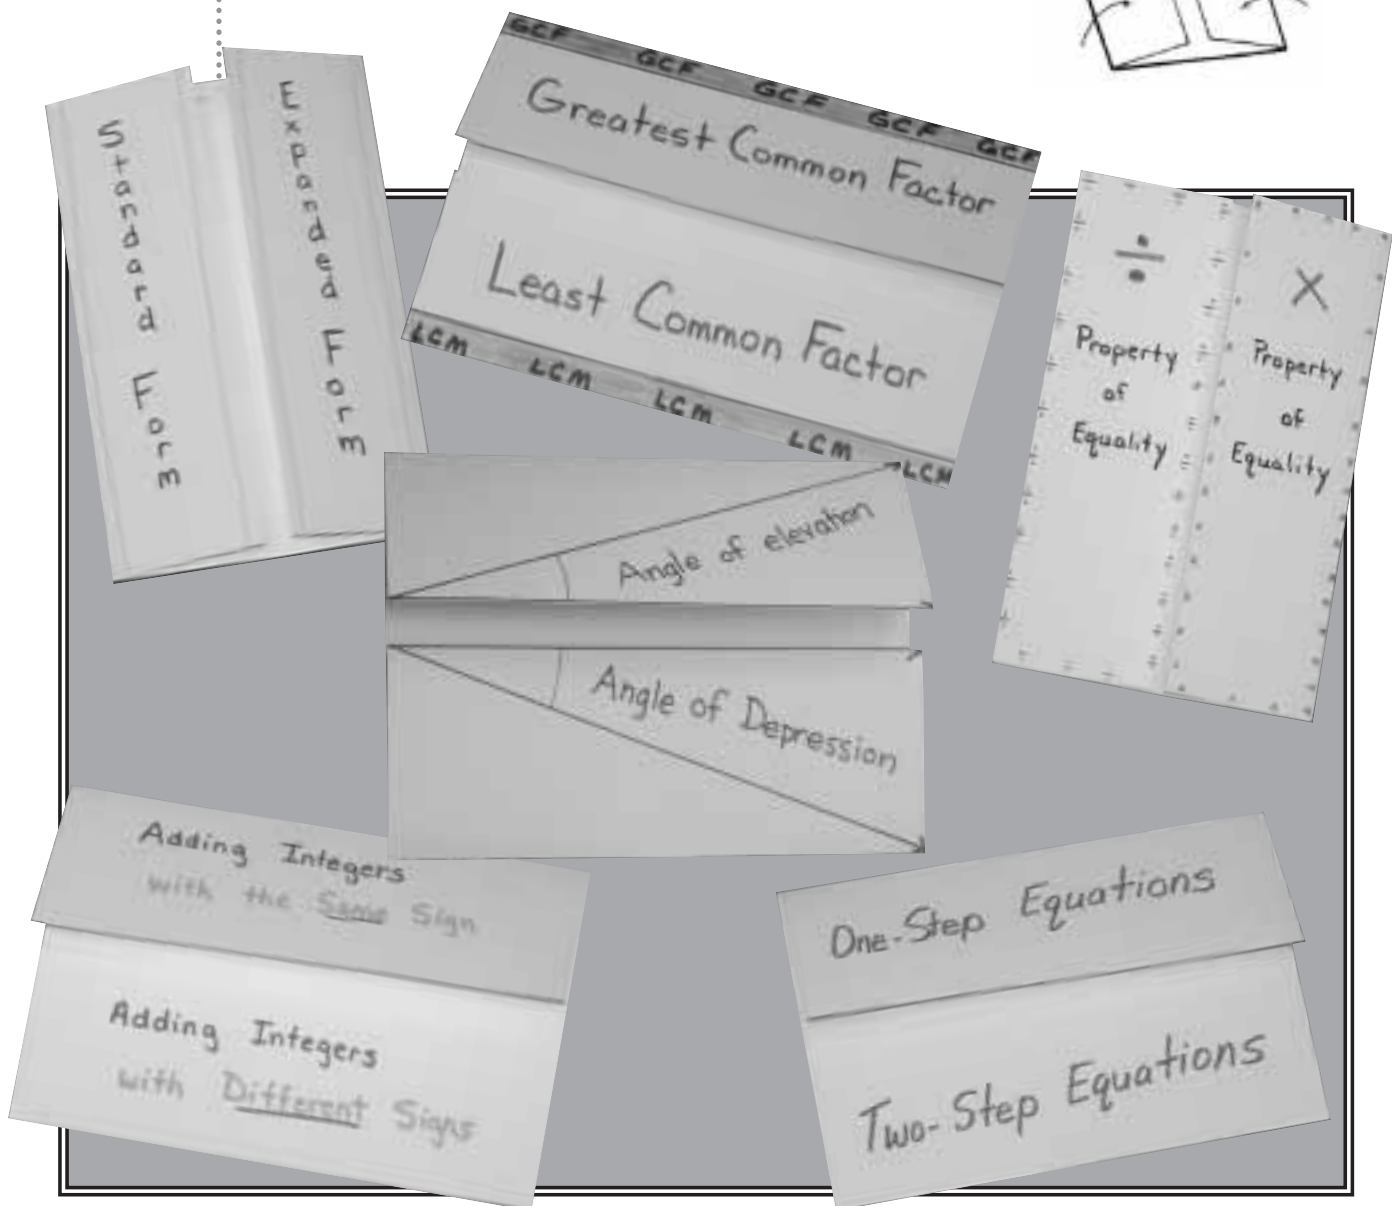 Standard Form
Expanded Form
GCF GCF GCF GCF GCF
Greatest Common Factor
Least Common Factor
LCM LCM LCM LCM LCM
÷
Property
of
Equality
×
Property
of
Equality
Angle of elevation
Angle of Depression
Adding Integers
with the Same Sign
Adding Integers
with Different Signs
One-Step Equations
Two-Step Equations